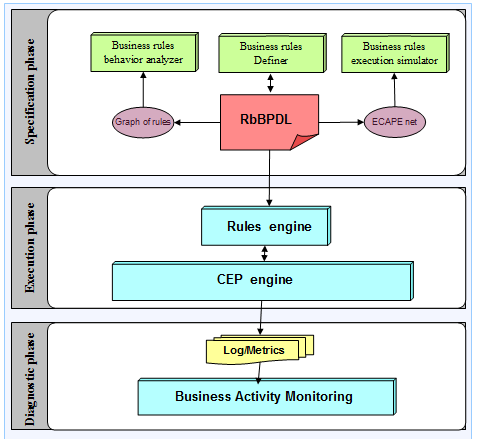 Specification phase
Business rules
behavior analyzer
Business rules
Definer
Business rules
execution simulator
Graph of rules
RbBPDL
ECAPE net
Execution phase
Rules engine
CEP engine
Diagnostic phase
Log/Metrics
Business Activity Monitoring